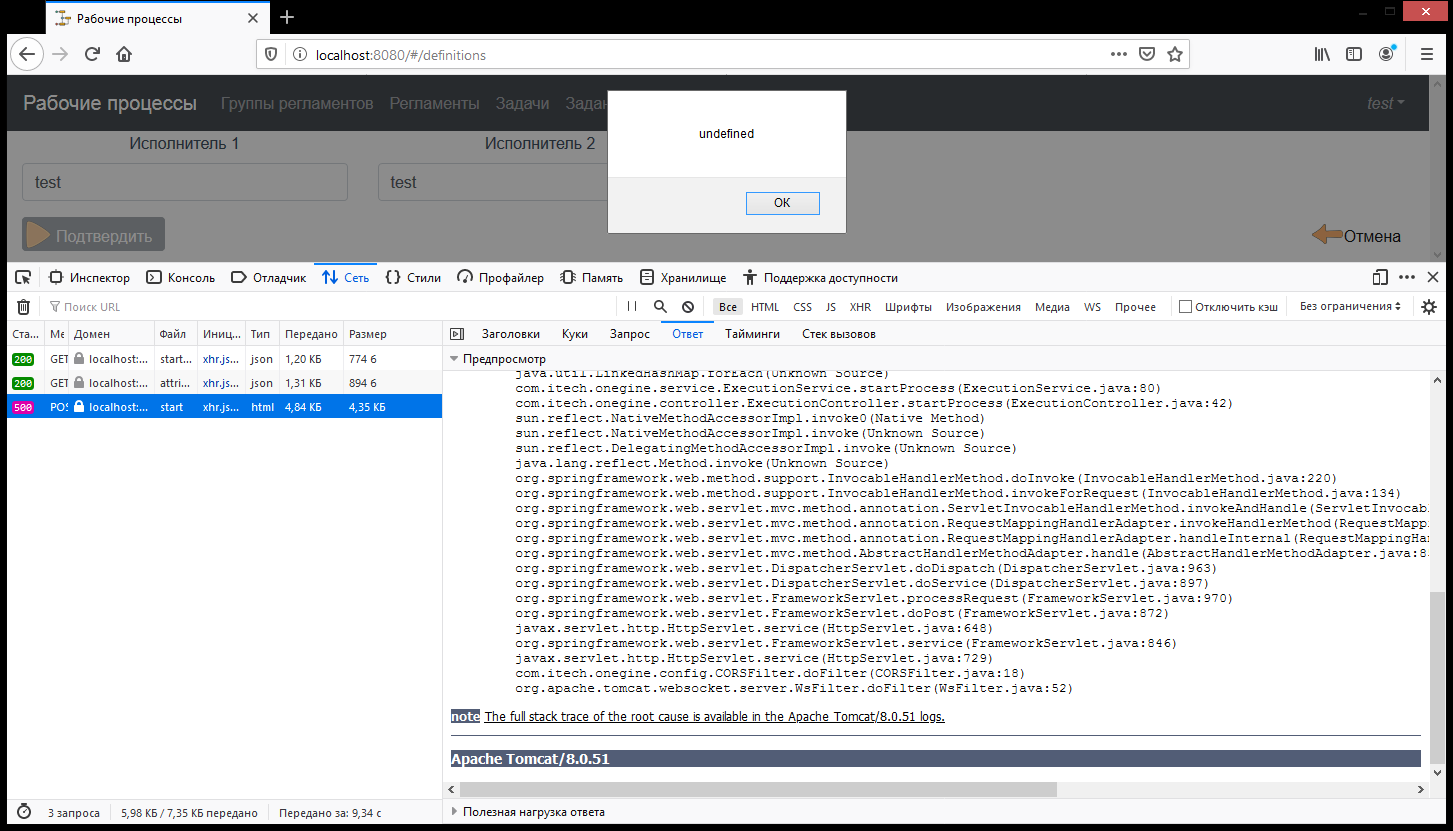 Рабочие процессы
localhost:8080/#/definitions
Рабочие процессы Группы регламентов Регламенты Задачи Задан test
Исполнитель 1 Исполнитель 2
test test
Подтвердить Отмена
undefined
OK
Инспектор Консоль Отладчик Сеть Стили Профайлер Память Хранилище Поддержка доступности
Поиск URL Все HTML CSS JS XHR Шрифты Изображения Медиа WS Прочее Отключить кэш Без ограничения
Ста... Ме Домен Файл Иниц... Тип Передано Размер
200 GET localhost:... start... xhr.js... json 1,20 КБ 774 б
200 GET localhost:... attri... xhr.js... json 1,31 КБ 894 б
500 POS localhost:... start xhr.js... html 4,84 КБ 4,35 КБ
Заголовки Куки Запрос Ответ Тайминги Стек вызовов
Предпросмотр
java.util.LinkedHashMap.forEach(Unknown Source)
com.itech.onegine.service.ExecutionService.startProcess(ExecutionService.java:80)
com.itech.onegine.controller.ExecutionController.startProcess(ExecutionController.java:42)
sun.reflect.NativeMethodAccessorImpl.invoke0(Native Method)
sun.reflect.NativeMethodAccessorImpl.invoke(Unknown Source)
sun.reflect.DelegatingMethodAccessorImpl.invoke(Unknown Source)
java.lang.reflect.Method.invoke(Unknown Source)
org.springframework.web.method.support.InvocableHandlerMethod.doInvoke(InvocableHandlerMethod.java:220)
org.springframework.web.method.support.InvocableHandlerMethod.invokeForRequest(InvocableHandlerMethod.java:134)
org.springframework.web.servlet.mvc.method.annotation.ServletInvocableHandlerMethod.invokeAndHandle(ServletInvocab
org.springframework.web.servlet.mvc.method.annotation.RequestMappingHandlerAdapter.invokeHandlerMethod(RequestMapp
org.springframework.web.servlet.mvc.method.annotation.RequestMappingHandlerAdapter.handleInternal(RequestMappingHa
org.springframework.web.servlet.mvc.method.AbstractHandlerMethodAdapter.handle(AbstractHandlerMethodAdapter.java:8
org.springframework.web.servlet.DispatcherServlet.doDispatch(DispatcherServlet.java:963)
org.springframework.web.servlet.DispatcherServlet.doService(DispatcherServlet.java:897)
org.springframework.web.servlet.FrameworkServlet.processRequest(FrameworkServlet.java:970)
org.springframework.web.servlet.FrameworkServlet.doPost(FrameworkServlet.java:872)
javax.servlet.http.HttpServlet.service(HttpServlet.java:648)
org.springframework.web.servlet.FrameworkServlet.service(FrameworkServlet.java:846)
javax.servlet.http.HttpServlet.service(HttpServlet.java:729)
com.itech.onegine.config.CORSFilter.doFilter(CORSFilter.java:18)
org.apache.tomcat.websocket.server.WsFilter.doFilter(WsFilter.java:52)
note The full stack trace of the root cause is available in the Apache Tomcat/8.0.51 logs.
Apache Tomcat/8.0.51
Полезная нагрузка ответа
3 запроса 5,98 КБ / 7,35 КБ передано Передано за: 9,34 с